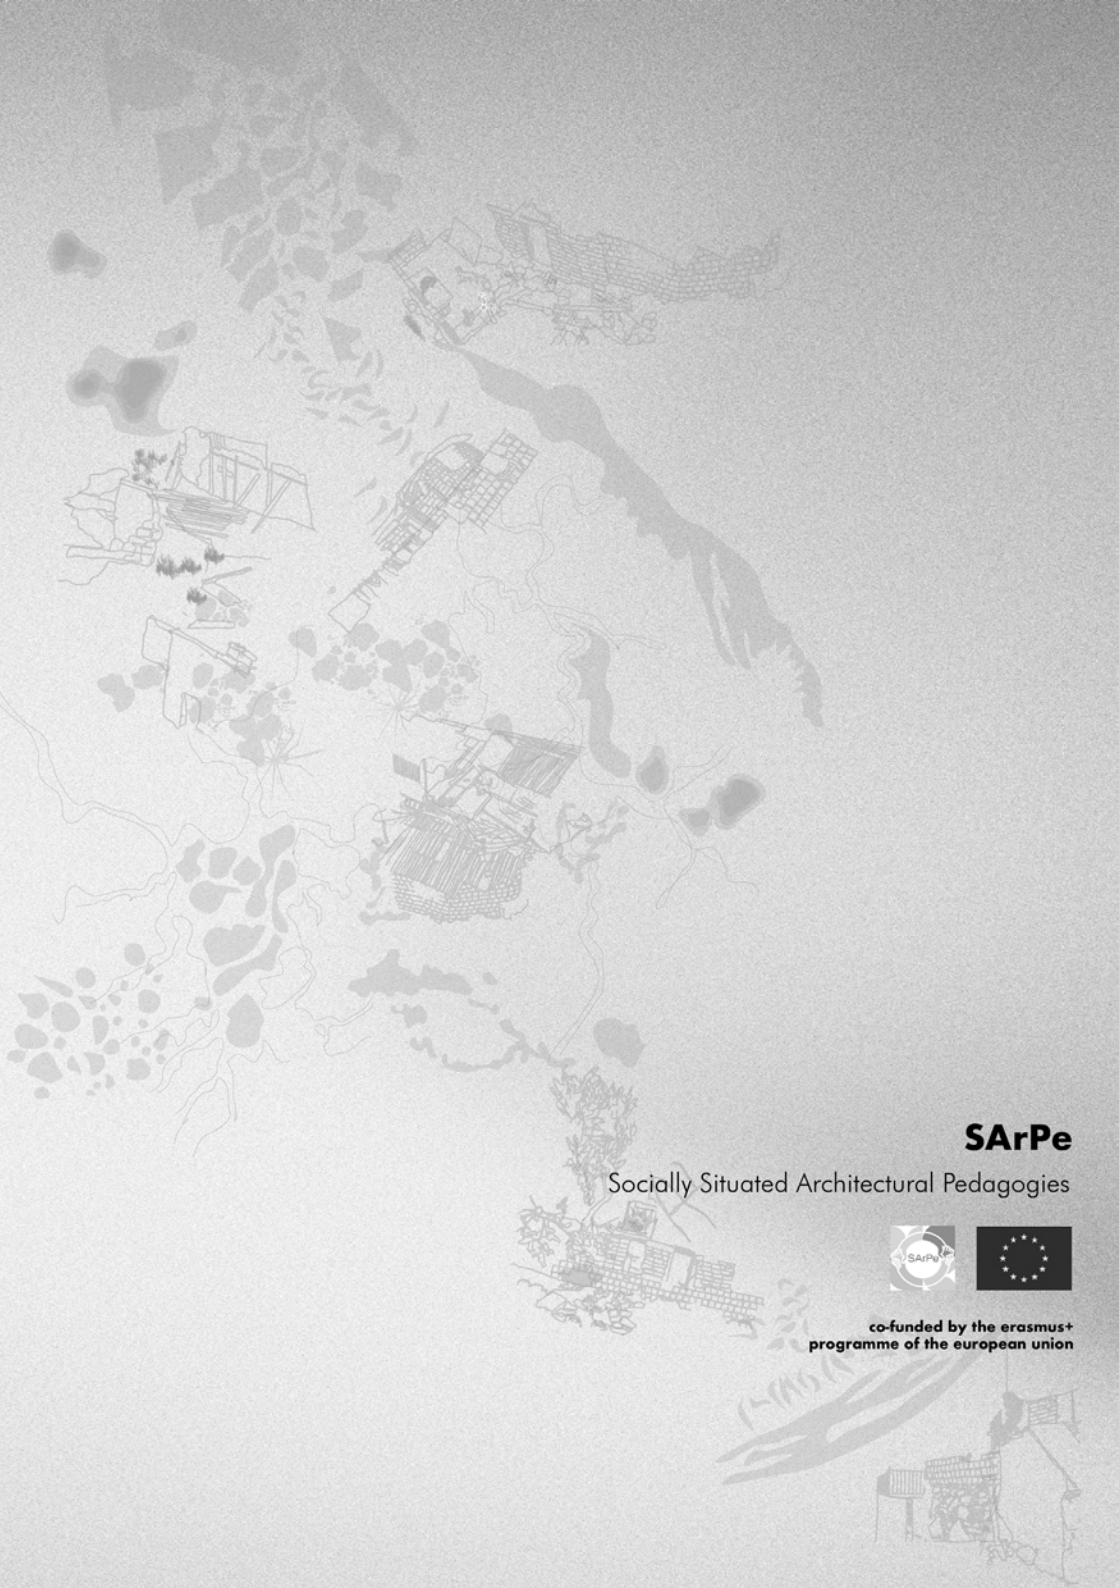 SArPe
Socially Situated Architectural Pedagogies
SArPe
co-funded by the erasmus+
programme of the european union